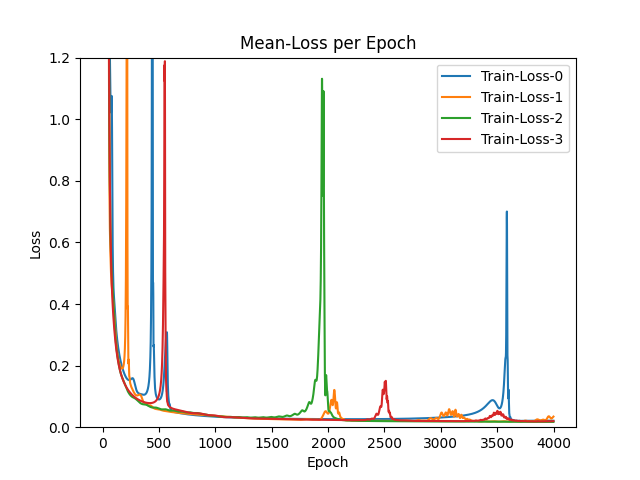 Mean-Loss per Epoch
1.2
1.0
0.8
0.6
0.4
0.2
0.0
Loss
Train-Loss-0
Train-Loss-1
Train-Loss-2
Train-Loss-3
0 500 1000 1500 2000 2500 3000 3500 4000
Epoch